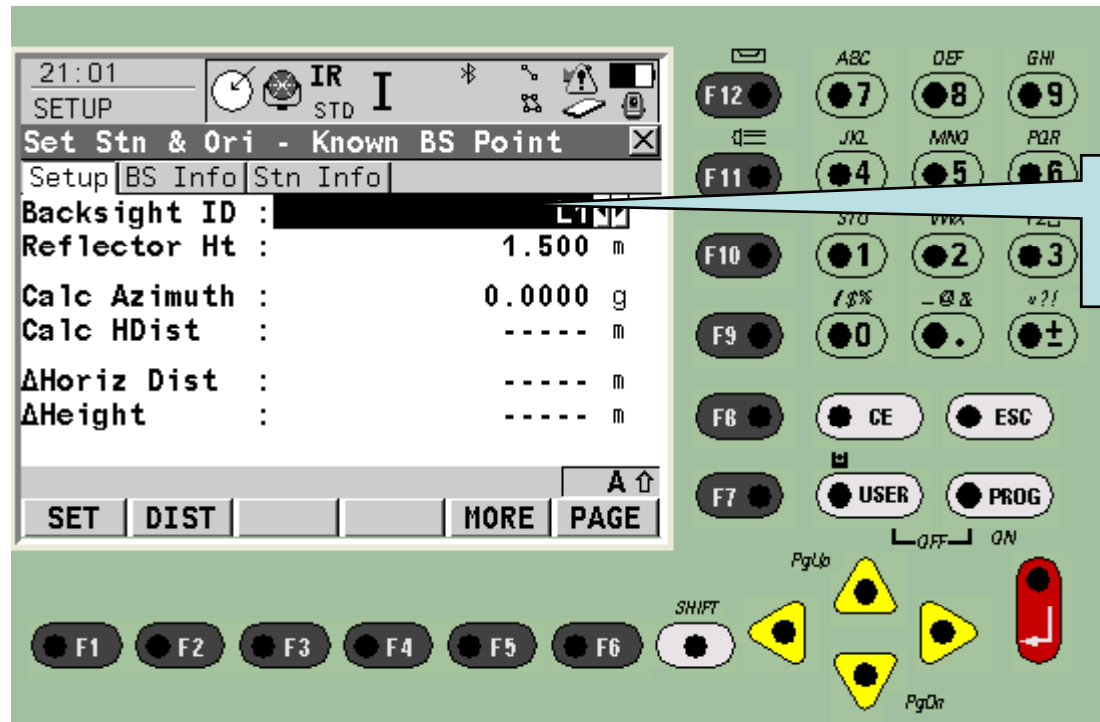 21:01
SETUP
IR
STD
I
Set Stn & Ori - Known BS Point
Setup BS Info Stn Info
Backsight ID :
Reflector Ht : 1.500 m
Calc Azimuth : 0.0000 g
Calc HDist : ----- m
ΔHoriz Dist : ----- m
ΔHeight : ----- m
A ⇧
SET DIST MORE PAGE
F12
ABC DEF GHI
7 8 9
F11
JKL MNO PQR
4 5 6
F10
STU VWX
1 2 3
F9
/$% _@& «?!
0 . ±
F8 CE ESC
F7 USER PROG
OFF ON
PgUp
SHIFT
F1 F2 F3 F4 F5 F6
PgDn